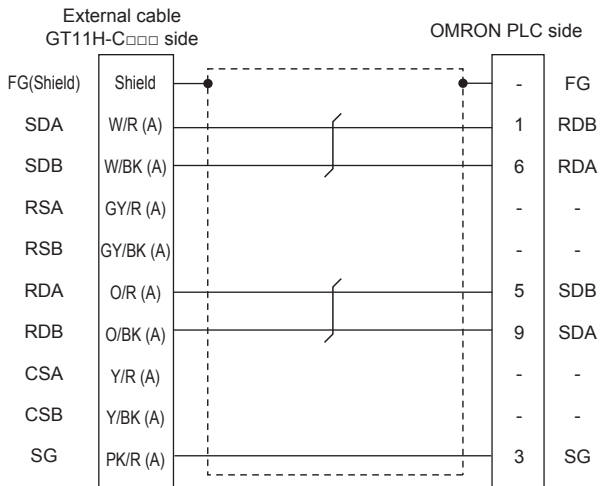 External cable
GT11H-C□□□ side
OMRON PLC side
FG(Shield) Shield - FG
SDA W/R (A) 1 RDB
SDB W/BK (A) 6 RDA
RSA GY/R (A) - -
RSB GY/BK (A) - -
RDA O/R (A) 5 SDB
RDB O/BK (A) 9 SDA
CSA Y/R (A) - -
CSB Y/BK (A) - -
SG PK/R (A) 3 SG